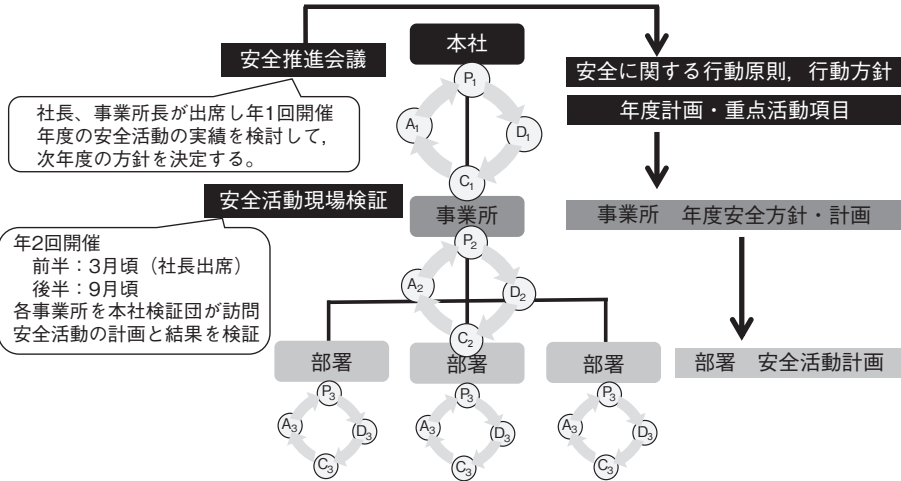 本社
安全推進会議
社長、事業所長が出席し年1回開催
年度の安全活動の実績を検討して，
次年度の方針を決定する。
P1
A1
D1
C1
安全に関する行動原則，行動方針
年度計画・重点活動項目
安全活動現場検証
事業所
事業所　年度安全方針・計画
年2回開催
前半：3月頃（社長出席）
後半：9月頃
各事業所を本社検証団が訪問
安全活動の計画と結果を検証
P2
A2
D2
C2
部署
部署
部署
部署　安全活動計画
P3
A3
D3
C3
P3
A3
D3
C3
P3
A3
D3
C3